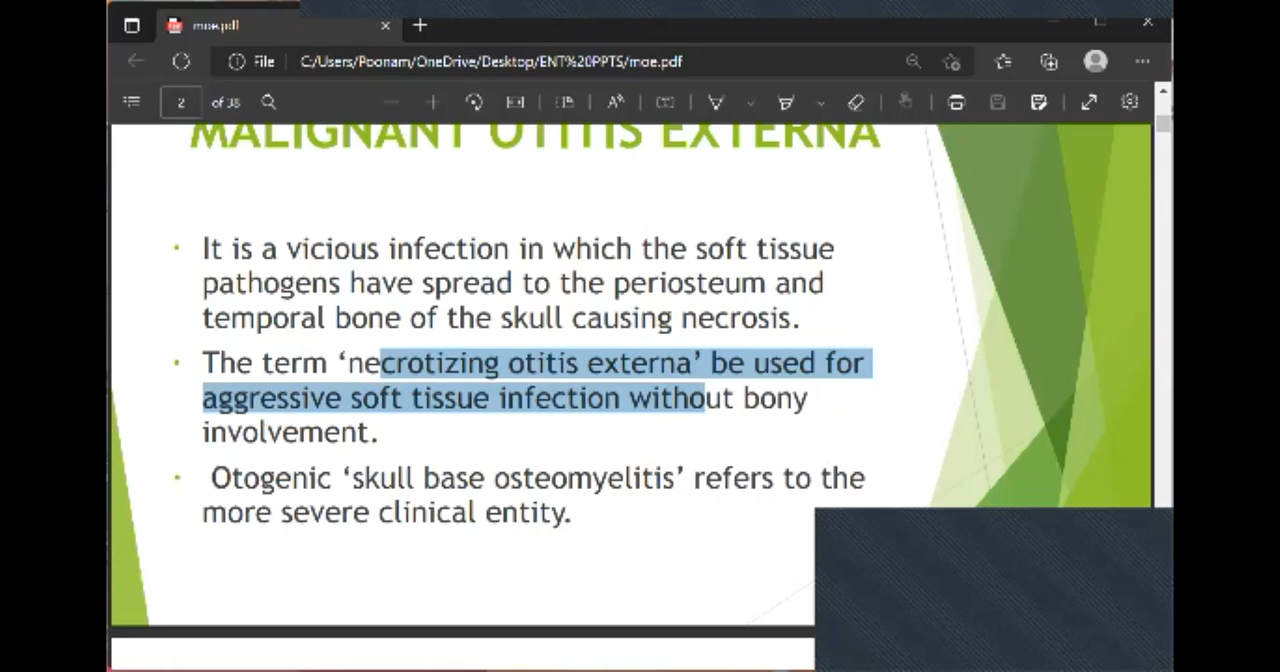 moe.pdf
File C:/Users/Poonam/OneDrive/Desktop/ENT%20PPTS/moe.pdf
2 of 38
MALIGNANT OTITIS EXTERNA
· It is a vicious infection in which the soft tissue
pathogens have spread to the periosteum and
temporal bone of the skull causing necrosis.
· The term ‘necrotizing otitis externa’ be used for
aggressive soft tissue infection without bony
involvement.
· Otogenic ‘skull base osteomyelitis’ refers to the
more severe clinical entity.